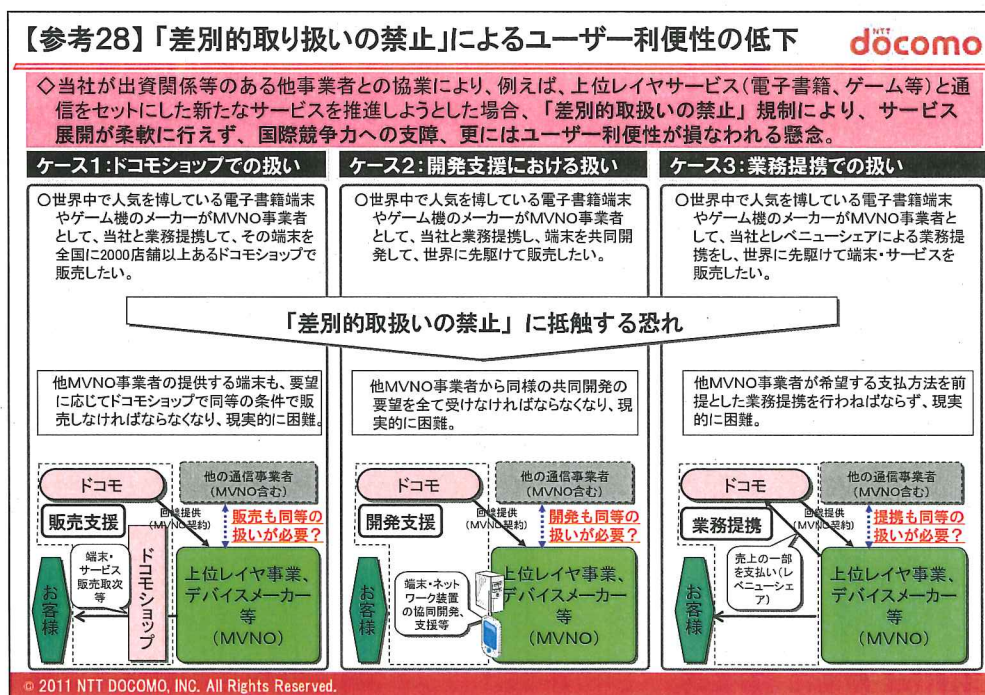 【参考28】「差別的取り扱いの禁止」によるユーザー利便性の低下
NTT
döcomo
◇当社が出資関係等のある他事業者との協業により、例えば、上位レイヤサービス(電子書籍、ゲーム等)と通
信をセットにした新たなサービスを推進しようとした場合、「差別的取扱いの禁止」規制により、サービス
展開が柔軟に行えず、国際競争力への支障、更にはユーザー利便性が損なわれる懸念。
ケース1:ドコモショップでの扱い
○世界中で人気を博している電子書籍端末
やゲーム機のメーカーがMVNO事業者
として、当社と業務提携して、その端末を
全国に2000店舗以上あるドコモショップで
販売したい。
ケース2:開発支援における扱い
○世界中で人気を博している電子書籍端末
やゲーム機のメーカーがMVNO事業者
として、当社と業務提携し、端末を共同開
発して、世界に先駆けて販売したい。
ケース3:業務提携での扱い
○世界中で人気を博している電子書籍端末
やゲーム機のメーカーがMVNO事業者と
して、当社とレベニューシェアによる業務提
携をし、世界に先駆けて端末・サービスを
販売したい。
「差別的取扱いの禁止」に抵触する恐れ
他MVNO事業者の提供する端末も、要望
に応じてドコモショップで同等の条件で販
売しなければならなくなり、現実的に困難。
他MVNO事業者から同様の共同開発の
要望を全て受けなければならなくなり、現
実的に困難。
他MVNO事業者が希望する支払方法を前
提とした業務提携を行わねばならず、現実
的に困難。
ドコモ
他の通信事業者
(MVNO含む)
販売支援
回線提供
(MVNO契約)
販売も同等の
扱いが必要?
端末・
サービス
販売取次
等
ドコモショップ
お客様
上位レイヤ事業、
デバイスメーカー
等
(MVNO)
ドコモ
他の通信事業者
(MVNO含む)
開発支援
回線提供
(MVNO契約)
開発も同等の
扱いが必要?
端末・ネット
ワーク装置
の協同開発、
支援等
お客様
上位レイヤ事業、
デバイスメーカー
等
(MVNO)
ドコモ
他の通信事業者
(MVNO含む)
業務提携
回線提供
(MVNO契約)
提携も同等の
扱いが必要?
売上の一部
を支払い(レ
ベニューシェ
ア)
お客様
上位レイヤ事業、
デバイスメーカー
等
(MVNO)
© 2011 NTT DOCOMO, INC. All Rights Reserved.